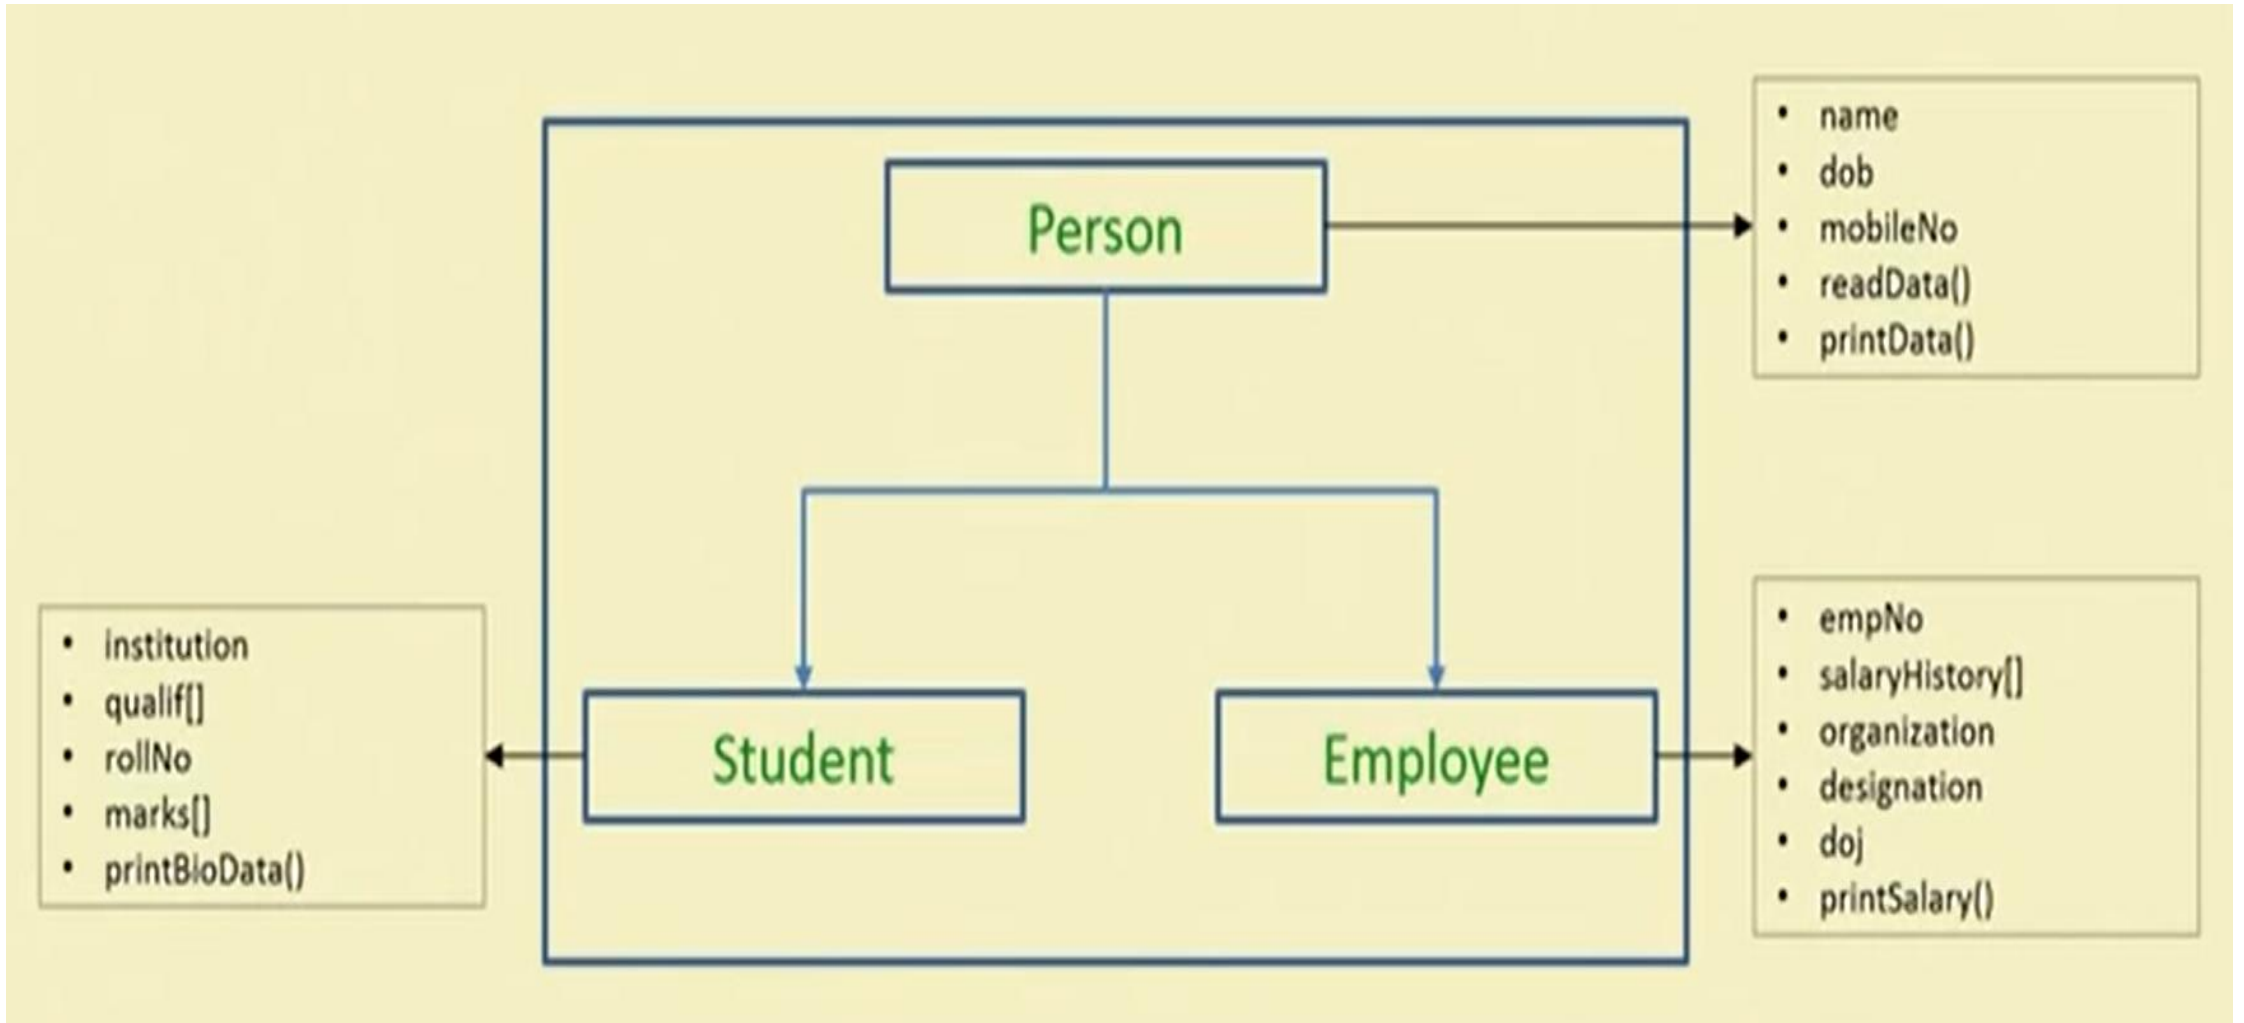 Person
• name
• dob
• mobileNo
• readData()
• printData()
Student
• institution
• qualif[]
• rollNo
• marks[]
• printBioData()
Employee
• empNo
• salaryHistory[]
• organization
• designation
• doj
• printSalary()